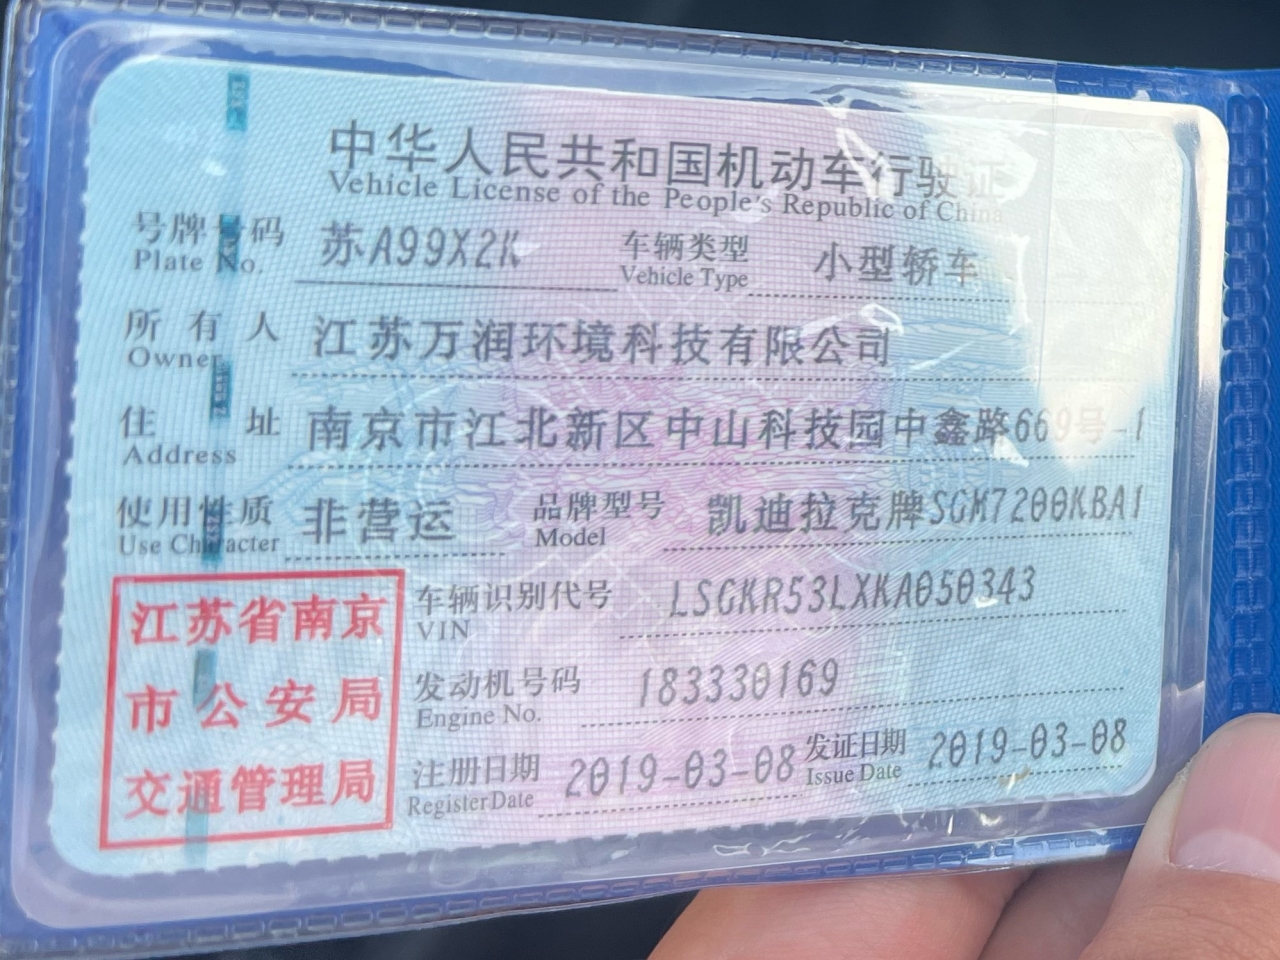 中华人民共和国机动车行驶证
Vehicle License of the People's Republic of China
号牌号码 苏A99X2K 车辆类型 小型轿车
Plate No. Vehicle Type
所有人 江苏万润环境科技有限公司
Owner
住址 南京市江北新区中山科技园中鑫路669号-1
Address
使用性质 非营运 品牌型号 凯迪拉克牌SGM7200KBA1
Use Character Model
车辆识别代号 LSGKR53LXKA050343
VIN
发动机号码 183330169
Engine No.
注册日期 2019-03-08 发证日期 2019-03-08
Register Date Issue Date
江苏省南京
市公安局
交通管理局